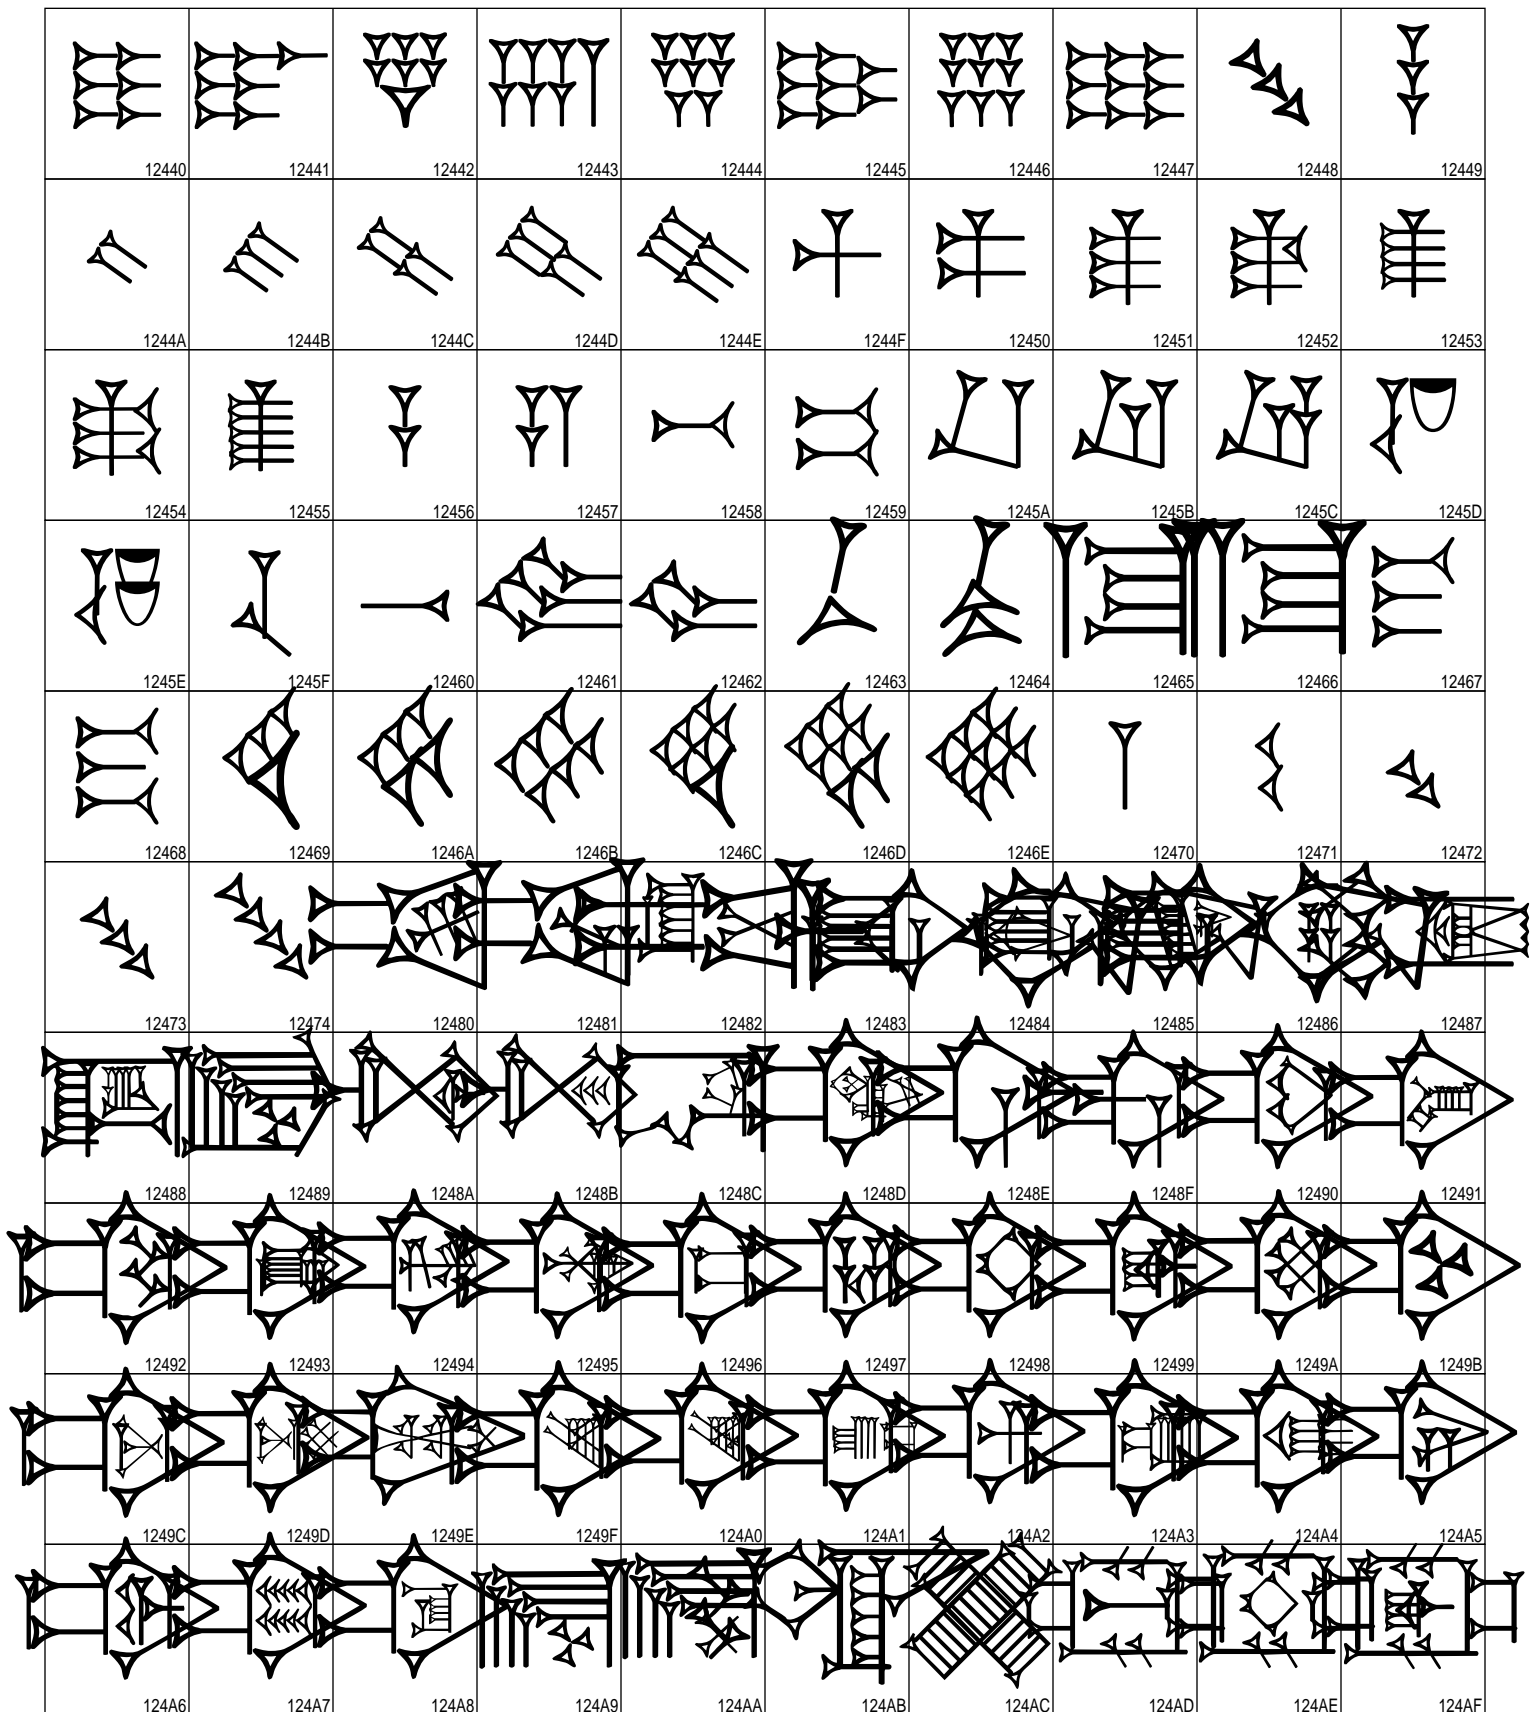 𒑀 𒑁 𒑂 𒑃 𒑄 𒑅 𒑆 𒑇 𒑈 𒑉
12440 12441 12442 12443 12444 12445 12446 12447 12448 12449
𒑊 𒑋 𒑌 𒑍 𒑎 𒑏 𒑐 𒑑 𒑒 𒑓
1244A 1244B 1244C 1244D 1244E 1244F 12450 12451 12452 12453
𒑔 𒑕 𒑖 𒑗 𒑘 𒑙 𒑚 𒑛 𒑜 𒑝
12454 12455 12456 12457 12458 12459 1245A 1245B 1245C 1245D
𒑞 𒑟 𒑠 𒑡 𒑢 𒑣 𒑤 𒑥 𒑦 𒑧
1245E 1245F 12460 12461 12462 12463 12464 12465 12466 12467
𒑨 𒑩 𒑪 𒑫 𒑬 𒑭 𒑮 𒑰 𒑱 𒑲
12468 12469 1246A 1246B 1246C 1246D 1246E 12470 12471 12472
𒑳 𒑴 𒒀 𒒁 𒒂 𒒃 𒒄 𒒅 𒒆 𒒇
12473 12474 12480 12481 12482 12483 12484 12485 12486 12487
𒒈 𒒉 𒒊 𒒋 𒒌 𒒍 𒒎 𒒏 𒒐 𒒑
12488 12489 1248A 1248B 1248C 1248D 1248E 1248F 12490 12491
𒒒 𒒓 𒒔 𒒕 𒒖 𒒗 𒒘 𒒙 𒒚 𒒛
12492 12493 12494 12495 12496 12497 12498 12499 1249A 1249B
𒒜 𒒝 𒒞 𒒟 𒒠 𒒡 𒒢 𒒣 𒒤 𒒥
1249C 1249D 1249E 1249F 124A0 124A1 124A2 124A3 124A4 124A5
𒒦 𒒧 𒒨 𒒩 𒒪 𒒫 𒒬 𒒭 𒒮 𒒯
124A6 124A7 124A8 124A9 124AA 124AB 124AC 124AD 124AE 124AF